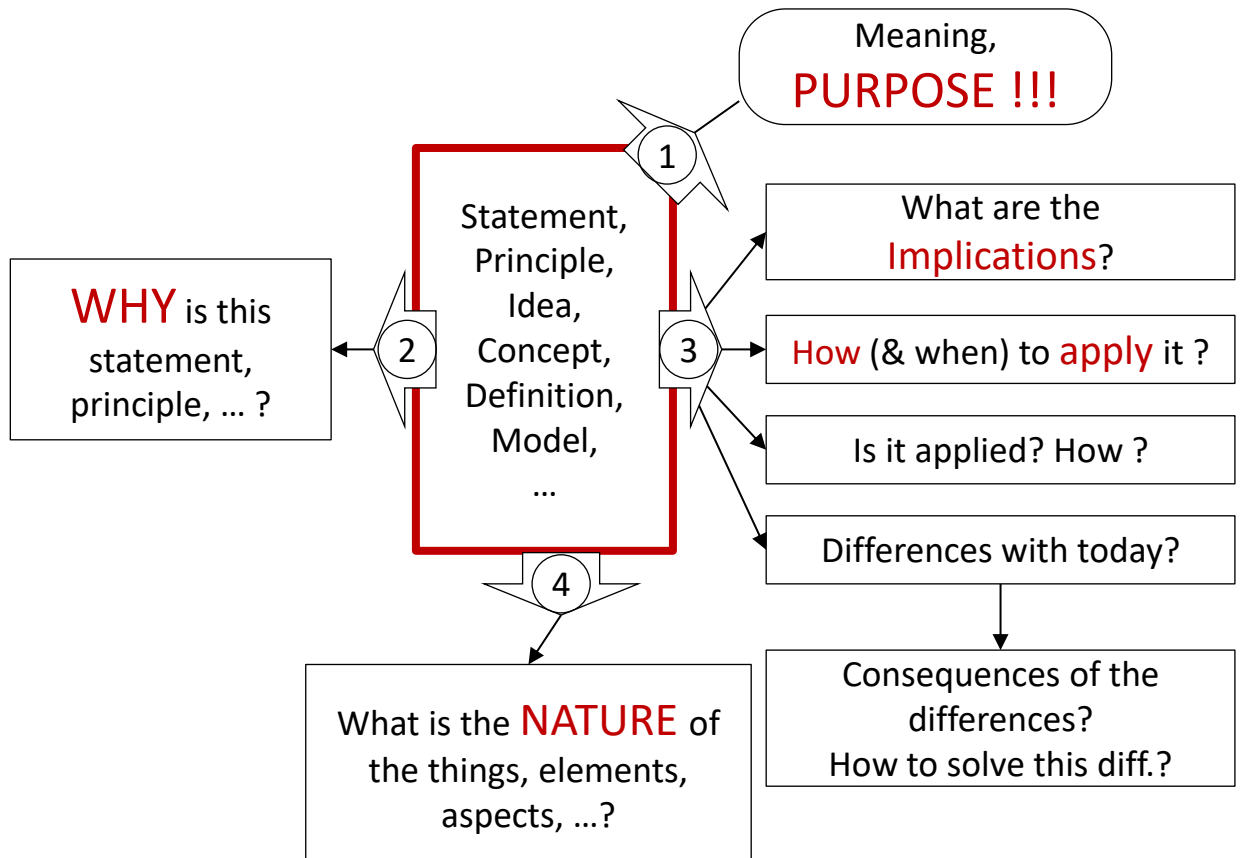 Meaning,
PURPOSE !!!
1
Statement,
Principle,
Idea,
Concept,
Definition,
Model,
…
2
WHY is this
statement,
principle, … ?
3
What are the
Implications?
How (& when) to apply it ?
Is it applied? How ?
Differences with today?
Consequences of the
differences?
How to solve this diff.?
4
What is the NATURE of
the things, elements,
aspects, …?